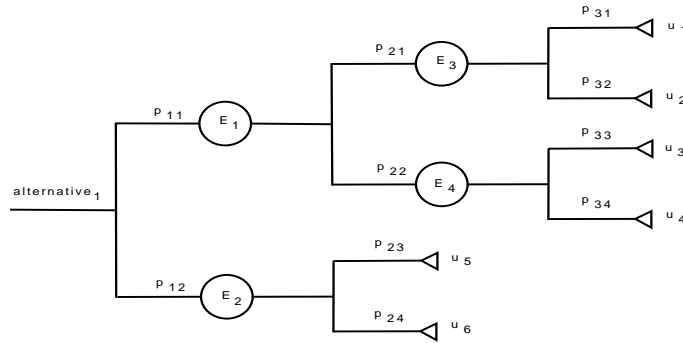 p 31
u
p 21
E 3
p 32
u 2
p 11
E 1
p 33
u 3
p 22
E 4
alternative 1
p 34
u 4
p 23
u 5
p 12
E 2
p 24
u 6